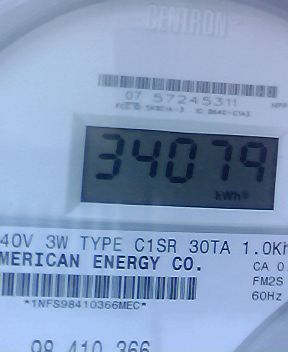 CENTRON
07 57245311
34079
kWh
40V 3W TYPE C1SR 30TA 1.0Kh
MERICAN ENERGY CO.
CA 0
FM2S
*1NFS98410366MEC*
60Hz
98 410 366